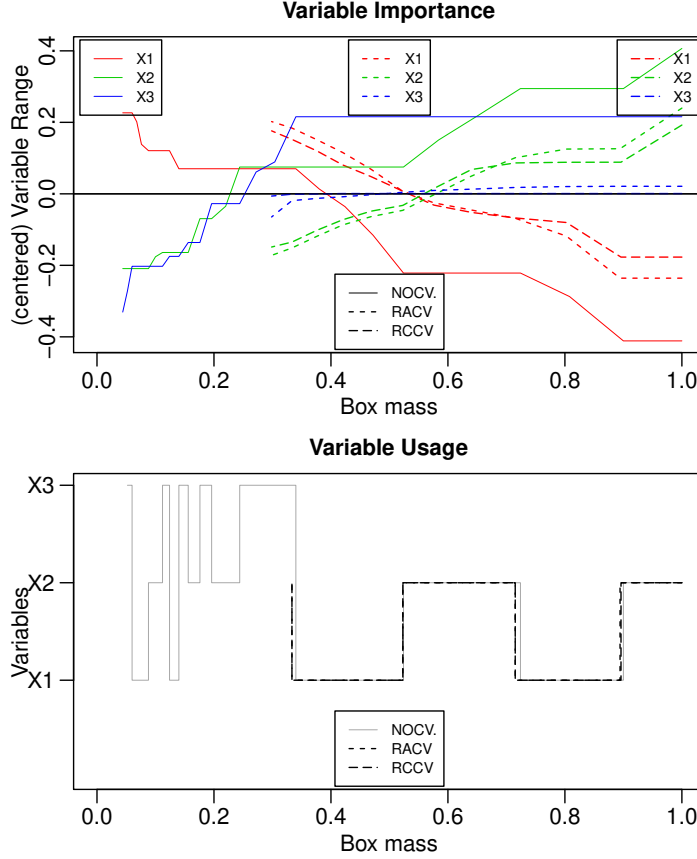 Variable Importance
(centered) Variable Range
0.4
0.2
0.0
−0.2
−0.4
X1
X2
X3
X1
X2
X3
X1
X2
X3
NOCV.
RACV
RCCV
0.0 0.2 0.4 0.6 0.8 1.0
Box mass
Variable Usage
Variables
X3
X2
X1
NOCV.
RACV
RCCV
0.0 0.2 0.4 0.6 0.8 1.0
Box mass